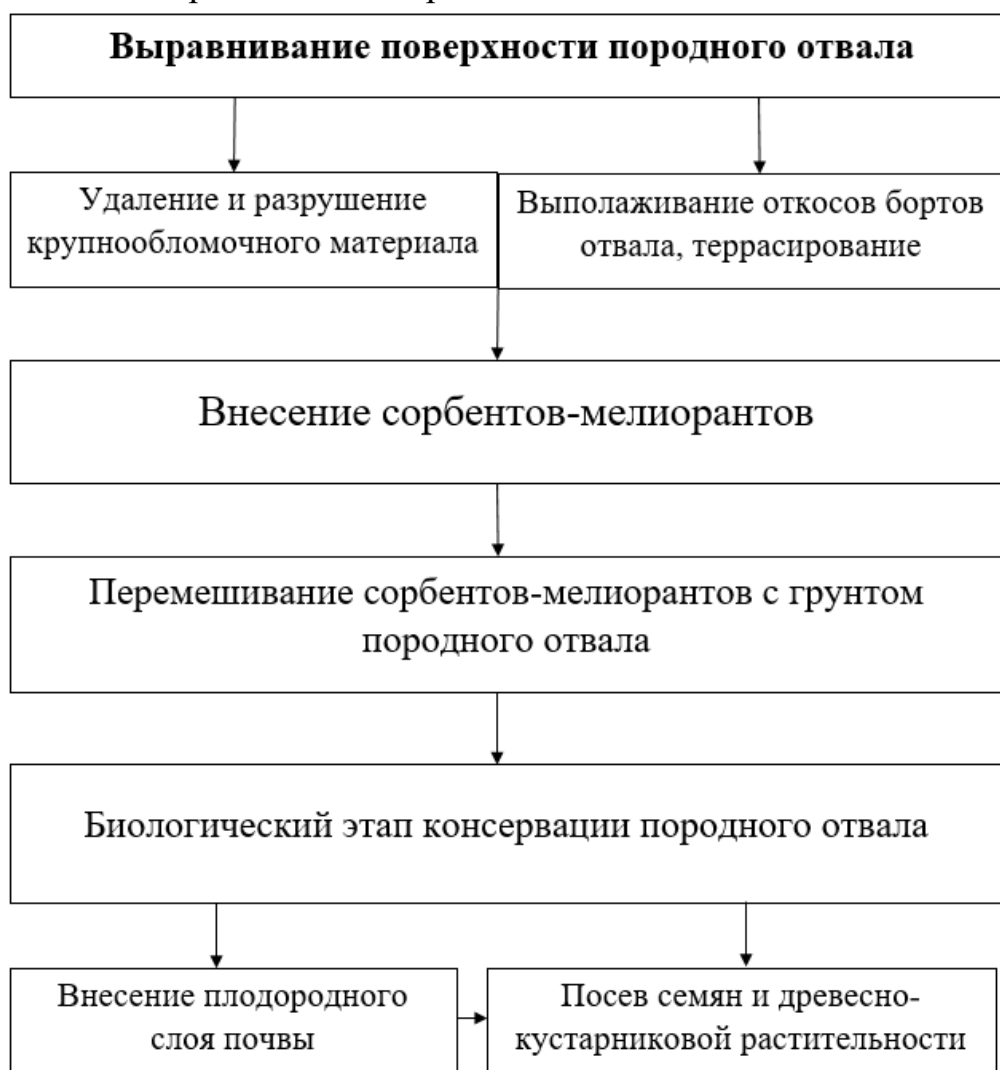 Выравнивание поверхности породного отвала
Удаление и разрушение
крупнообломочного материала
Выполаживание откосов бортов
отвала, террасирование
Внесение сорбентов-мелиорантов
Перемешивание сорбентов-мелиорантов с грунтом
породного отвала
Биологический этап консервации породного отвала
Внесение плодородного
слоя почвы
Посев семян и древесно-
кустарниковой растительности